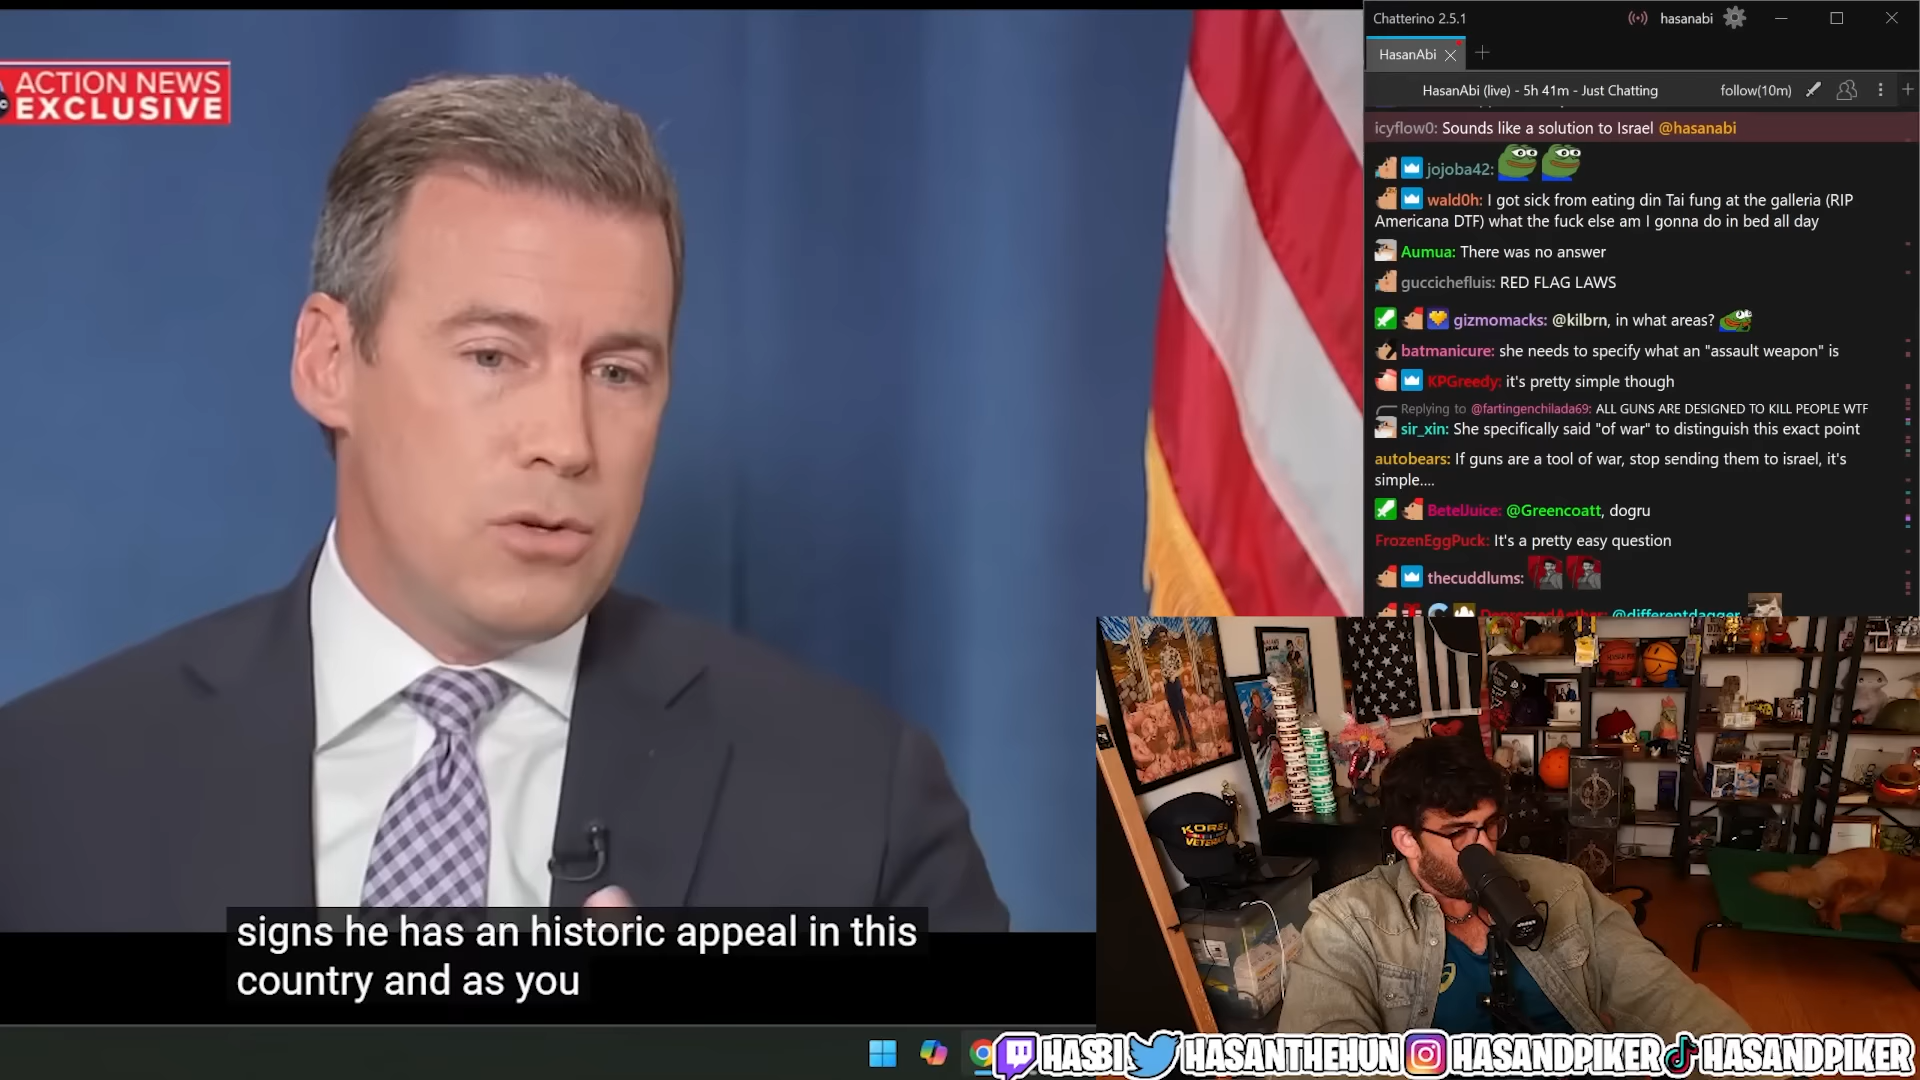 ACTION NEWS
EXCLUSIVE
signs he has an historic appeal in this
country and as you
Chatterino 2.5.1
hasanabi
HasanAbi
HasanAbi (live) - 5h 41m - Just Chatting
follow(10m)
icyflow0: Sounds like a solution to Israel @hasanabi
jojoba42:
wald0h: I got sick from eating din Tai fung at the galleria (RIP
Americana DTF) what the fuck else am I gonna do in bed all day
Aumua: There was no answer
guccichefluis: RED FLAG LAWS
gizmomacks: @kilbrn, in what areas?
batmanicure: she needs to specify what an "assault weapon" is
KPGreedy: it's pretty simple though
Replying to @fartingenchilada69: ALL GUNS ARE DESIGNED TO KILL PEOPLE WTF
sir_xin: She specifically said "of war" to distinguish this exact point
autobears: If guns are a tool of war, stop sending them to israel, it's
simple....
BetelJuice: @Greencoatt, dogru
FrozenEggPuck: It's a pretty easy question
thecuddlums:
@differentdagger
KOREA
VETERAN
HASBI
HASANTHEHUN
HASANDPIKER
HASANDPIKER